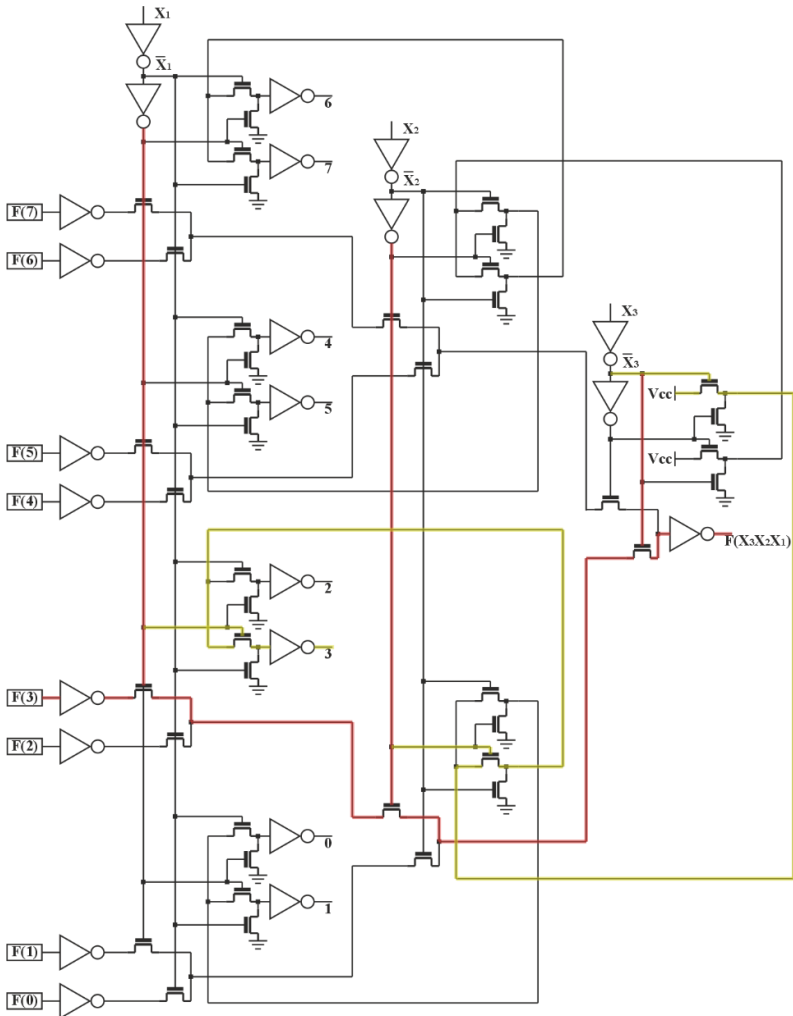 X1
X̅1
6
X2
7
X̅2
F(7)
F(6)
X3
4
X̅3
Vcc
5
F(5)
Vcc
F(4)
F(X3X2X1)
2
3
F(3)
F(2)
0
1
F(1)
F(0)